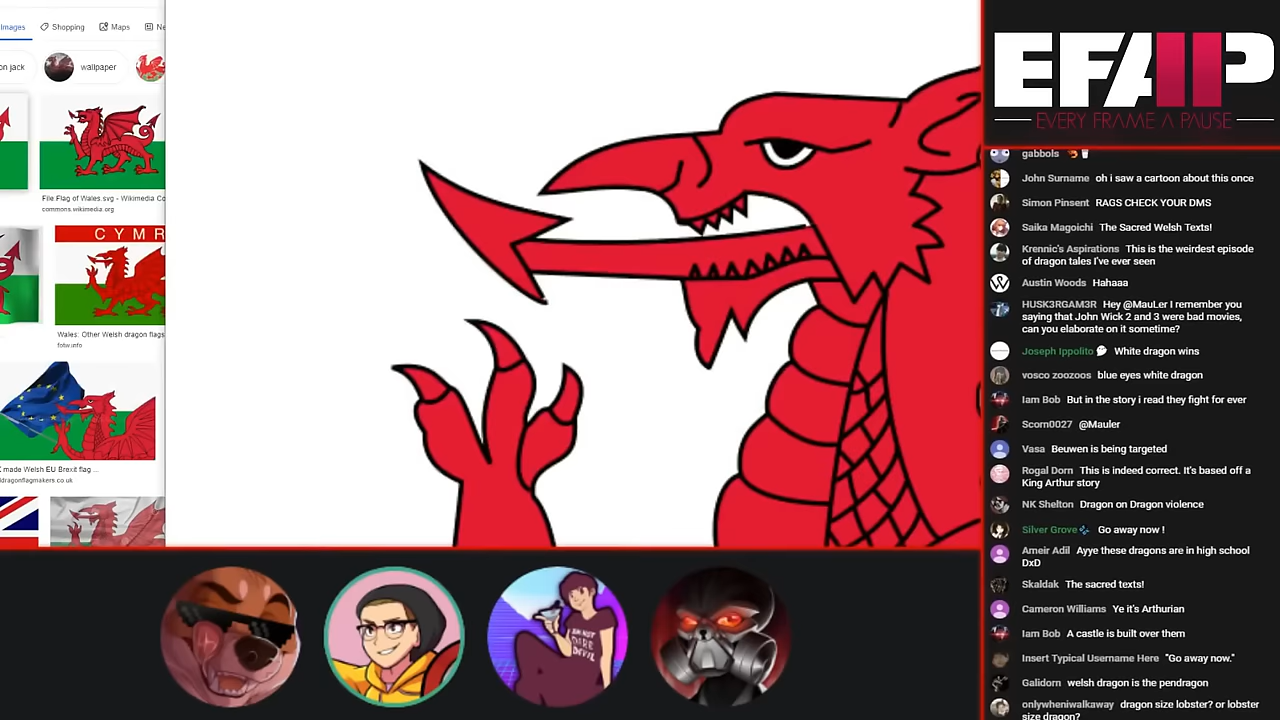 Images
Shopping
Maps
Ne
on jack
wallpaper
File:Flag of Wales.svg - Wikimedia Co
commons.wikimedia.org
CYMR
Wales: Other Welsh dragon flags
fotw.info
made Welsh EU Brexit flag ...
dragonflagmakers.co.uk
I'M NOT
DARE
DEVIL
EFAP
EVERY FRAME A PAUSE
gabbols
John Surname oh i saw a cartoon about this once
Simon Pinsent RAGS CHECK YOUR DMS
Saika Magoichi The Sacred Welsh Texts!
Krennic's Aspirations This is the weirdest episode
of dragon tales I've ever seen
Austin Woods Hahaaa
HUSK3RGAM3R Hey @MauLer I remember you
saying that John Wick 2 and 3 were bad movies,
can you elaborate on it sometime?
Joseph Ippolito White dragon wins
vosco zoozoos blue eyes white dragon
Iam Bob But in the story i read they fight for ever
Scorn0027 @Mauler
Vasa Beuwen is being targeted
Rogal Dorn This is indeed correct. It's based off a
King Arthur story
NK Shelton Dragon on Dragon violence
Silver Grove Go away now !
Ameir Adil Ayye these dragons are in high school
DxD
Skaldak The sacred texts!
Cameron Williams Ye it's Arthurian
Iam Bob A castle is built over them
Insert Typical Username Here "Go away now."
Galidorn welsh dragon is the pendragon
onlywheniwalkaway dragon size lobster? or lobster
size dragon?